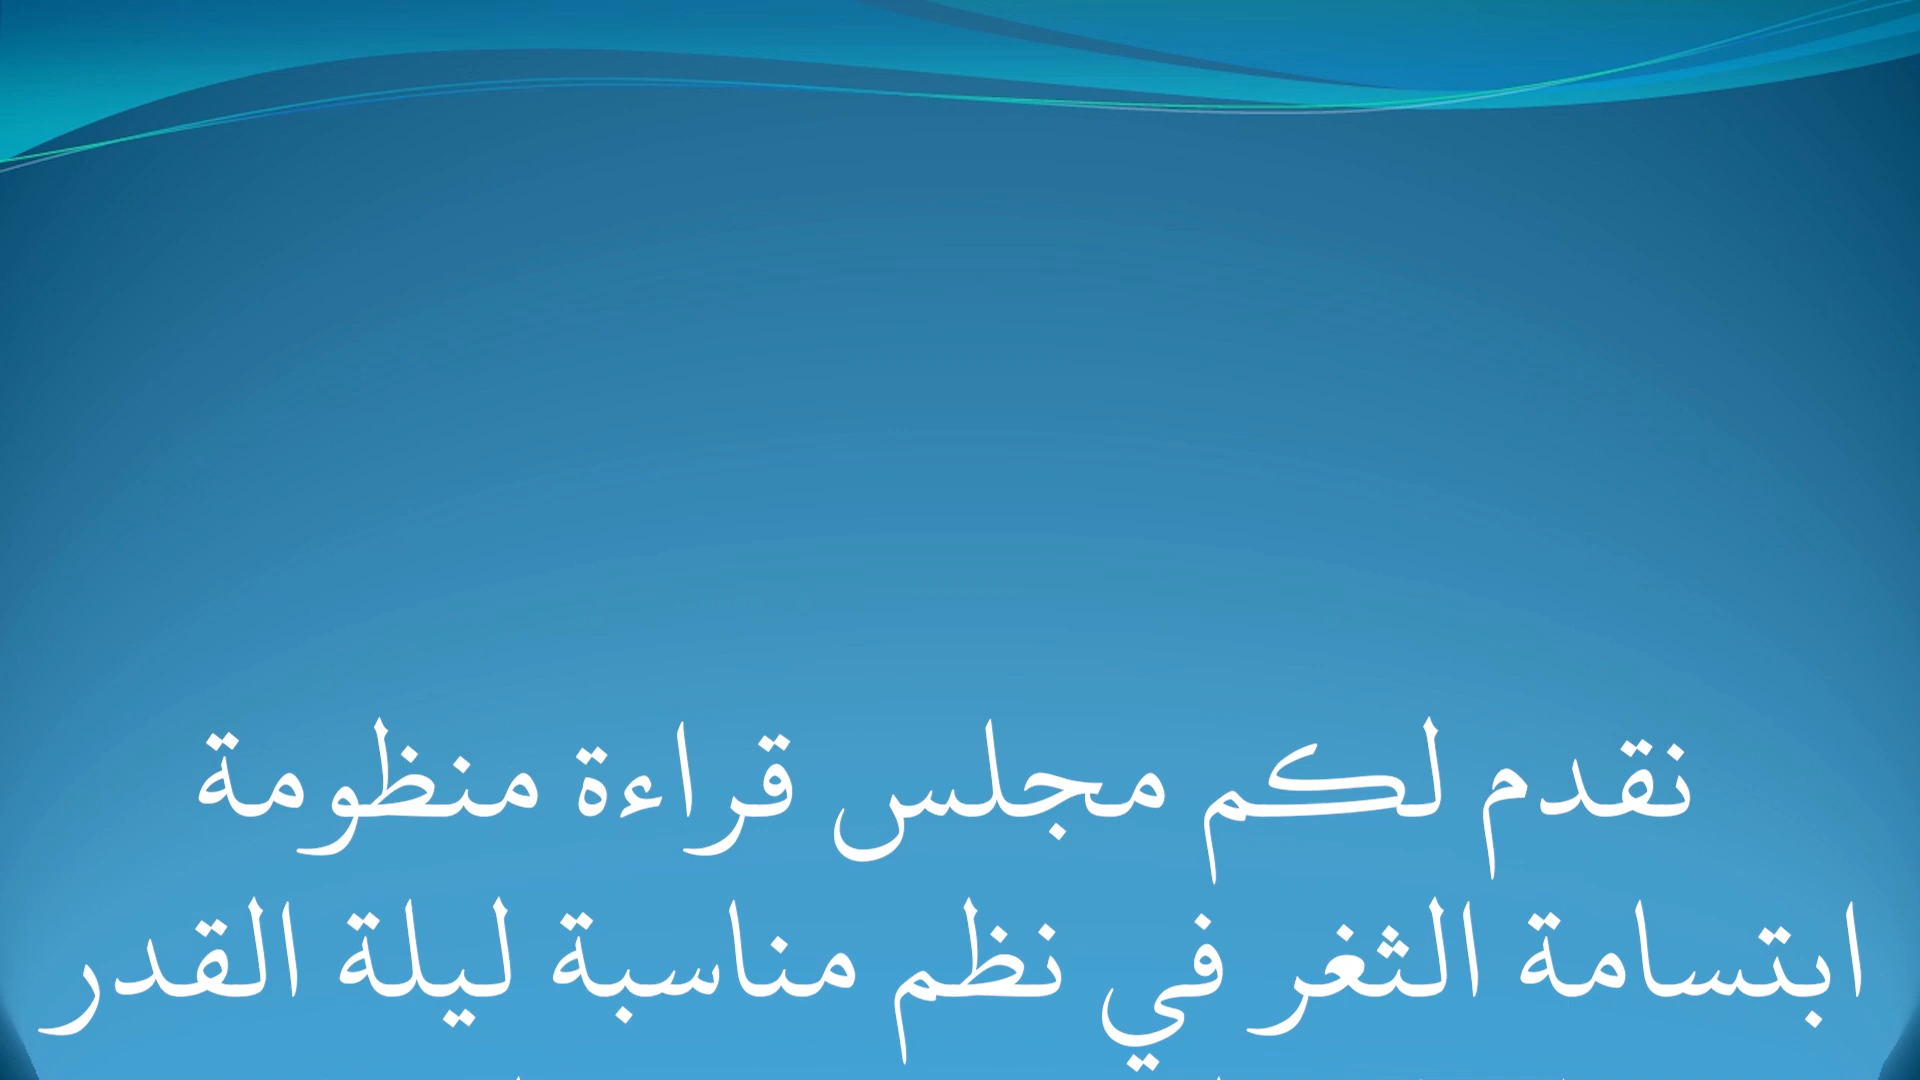 نقدم لكم مجلس قراءة منظومة
ابتسامة الثغر في نظم مناسبة ليلة القدر